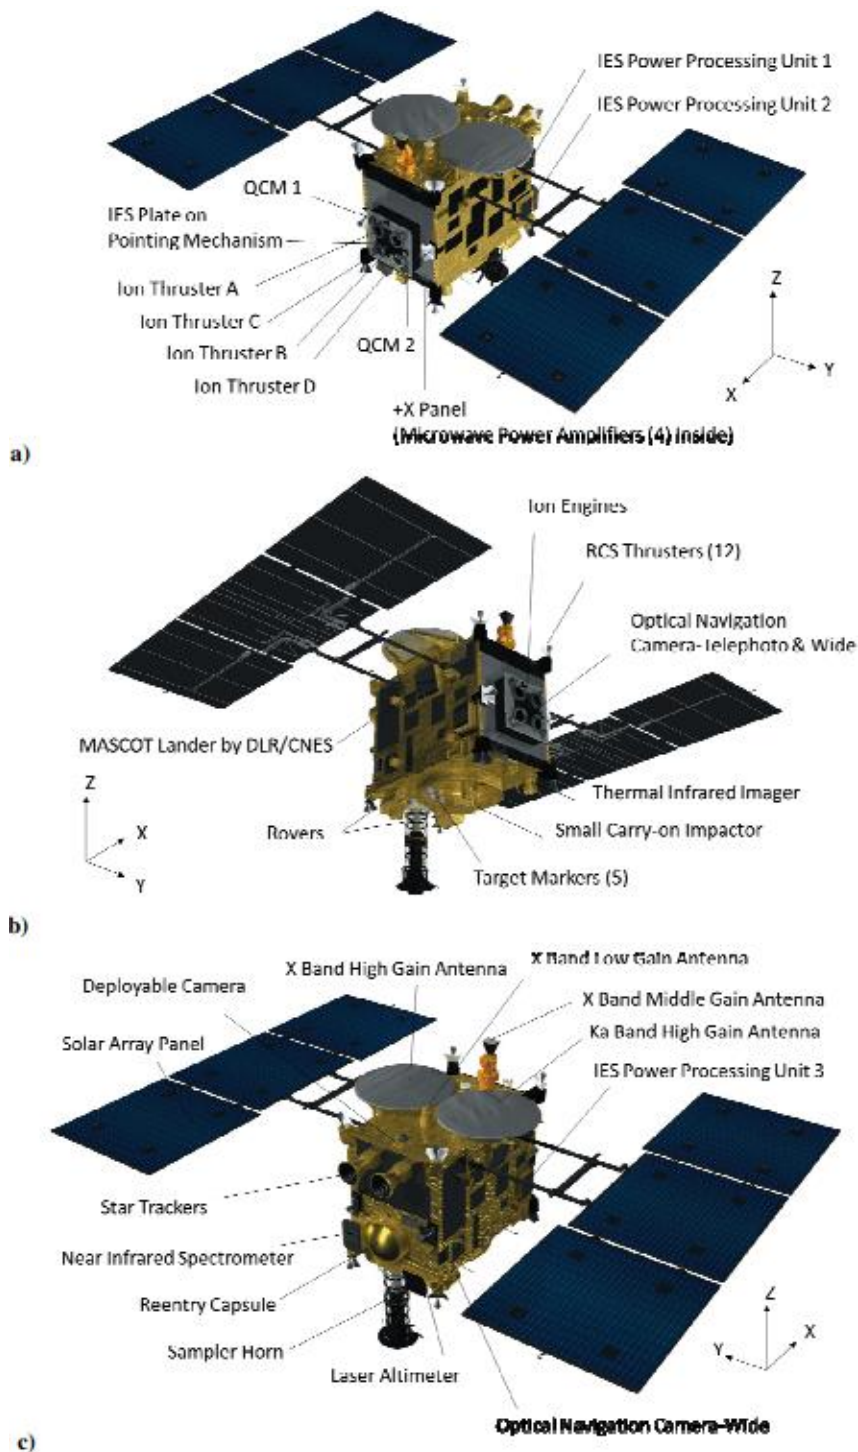 IES Power Processing Unit 1
IES Power Processing Unit 2
QCM 1
IES Plate on
Pointing Mechanism
Ion Thruster A
Ion Thruster C
Ion Thruster B
QCM 2
Ion Thruster D
+X Panel
(Microwave Power Amplifiers (4) Inside)
Z
Y
X
a)
Ion Engines
RCS Thrusters (12)
Optical Navigation
Camera-Telephoto & Wide
MASCOT Lander by DLR/CNES
Z
X
Y
Thermal Infrared Imager
Rovers
Small Carry-on Impactor
Target Markers (5)
b)
X Band High Gain Antenna
X Band Low Gain Antenna
Deployable Camera
X Band Middle Gain Antenna
Solar Array Panel
Ka Band High Gain Antenna
IES Power Processing Unit 3
Star Trackers
Near Infrared Spectrometer
Reentry Capsule
Sampler Horn
Laser Altimeter
Z
Y
X
Optical Navigation Camera-Wide
c)